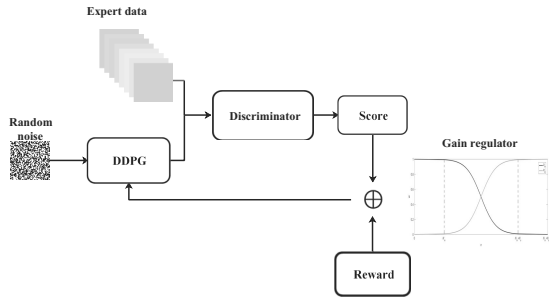 Expert data
Random
noise
DDPG
Discriminator
Score
Gain regulator
Reward